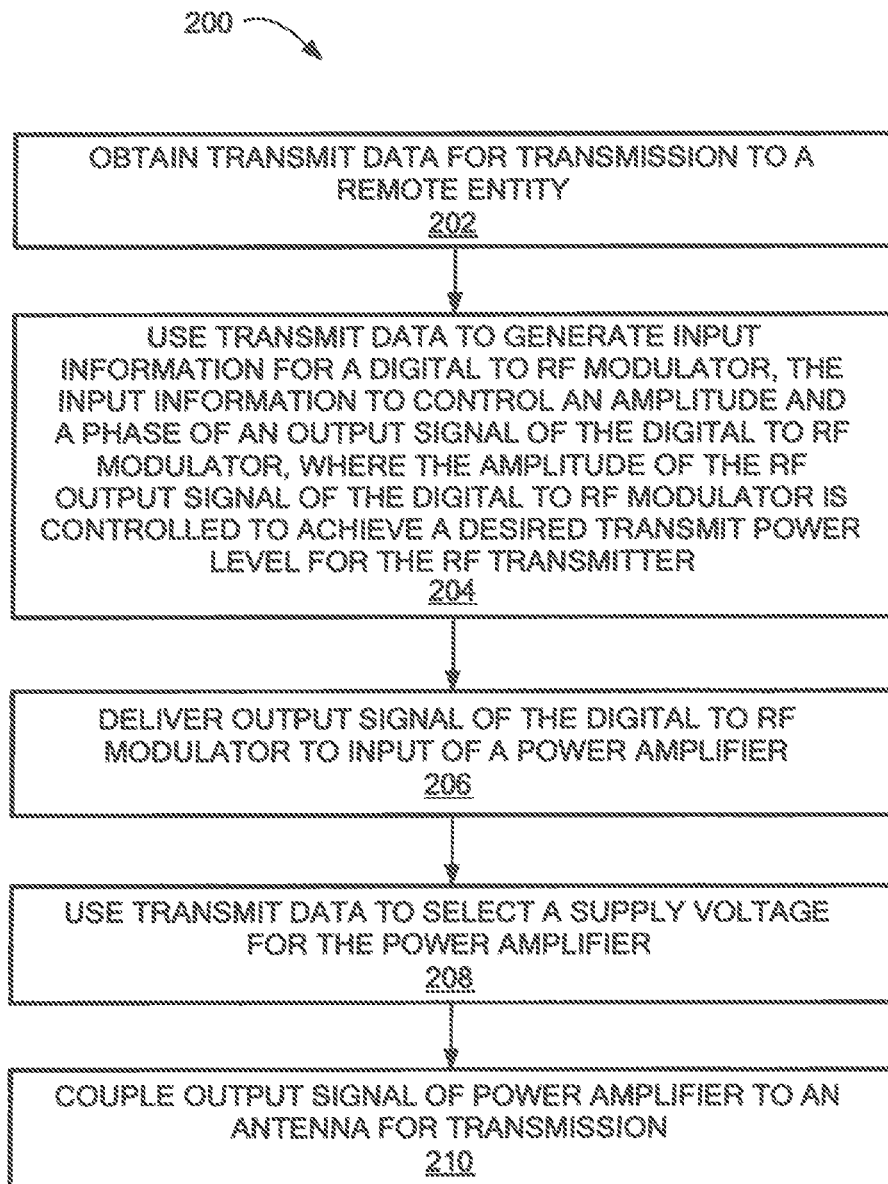 200
OBTAIN TRANSMIT DATA FOR TRANSMISSION TO A
REMOTE ENTITY
202
USE TRANSMIT DATA TO GENERATE INPUT
INFORMATION FOR A DIGITAL TO RF MODULATOR, THE
INPUT INFORMATION TO CONTROL AN AMPLITUDE AND
A PHASE OF AN OUTPUT SIGNAL OF THE DIGITAL TO RF
MODULATOR, WHERE THE AMPLITUDE OF THE RF
OUTPUT SIGNAL OF THE DIGITAL TO RF MODULATOR IS
CONTROLLED TO ACHIEVE A DESIRED TRANSMIT POWER
LEVEL FOR THE RF TRANSMITTER
204
DELIVER OUTPUT SIGNAL OF THE DIGITAL TO RF
MODULATOR TO INPUT OF A POWER AMPLIFIER
206
USE TRANSMIT DATA TO SELECT A SUPPLY VOLTAGE
FOR THE POWER AMPLIFIER
208
COUPLE OUTPUT SIGNAL OF POWER AMPLIFIER TO AN
ANTENNA FOR TRANSMISSION
210